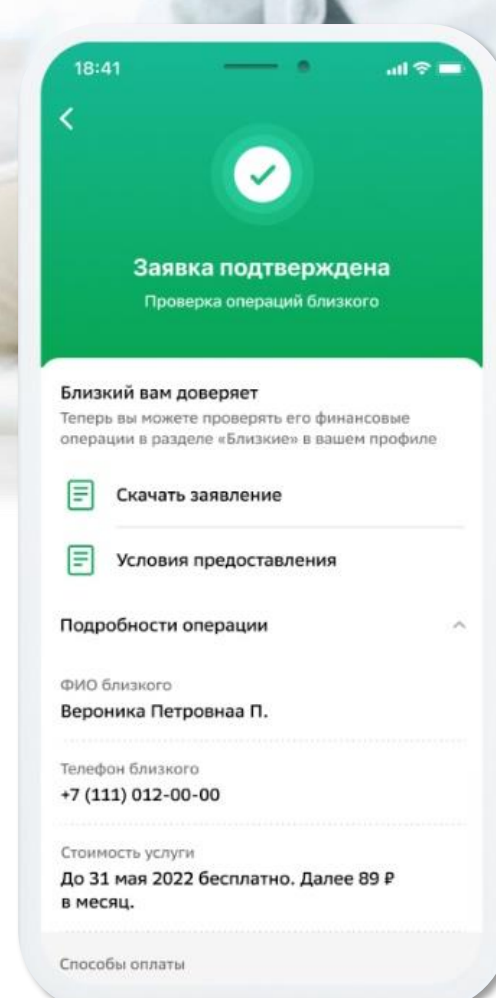 18:41
Заявка подтверждена
Проверка операций близкого
Близкий вам доверяет
Теперь вы можете проверять его финансовые
операции в разделе «Близкие» в вашем профиле
Скачать заявление
Условия предоставления
Подробности операции
ФИО близкого
Вероника Петровнаа П.
Телефон близкого
+7 (111) 012-00-00
Стоимость услуги
До 31 мая 2022 бесплатно. Далее 89 ₽
в месяц.
Способы оплаты